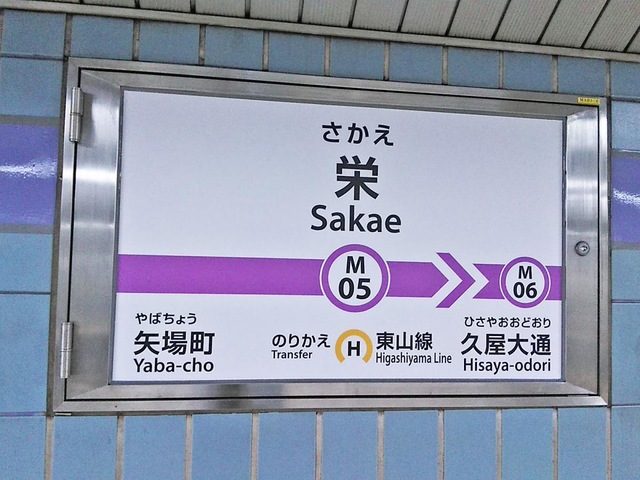 さかえ
栄
Sakae
M
05
M
06
やばちょう
矢場町
Yaba-cho
のりかえ
Transfer
H
東山線
Higashiyama Line
ひさやおおどおり
久屋大通
Hisaya-odori